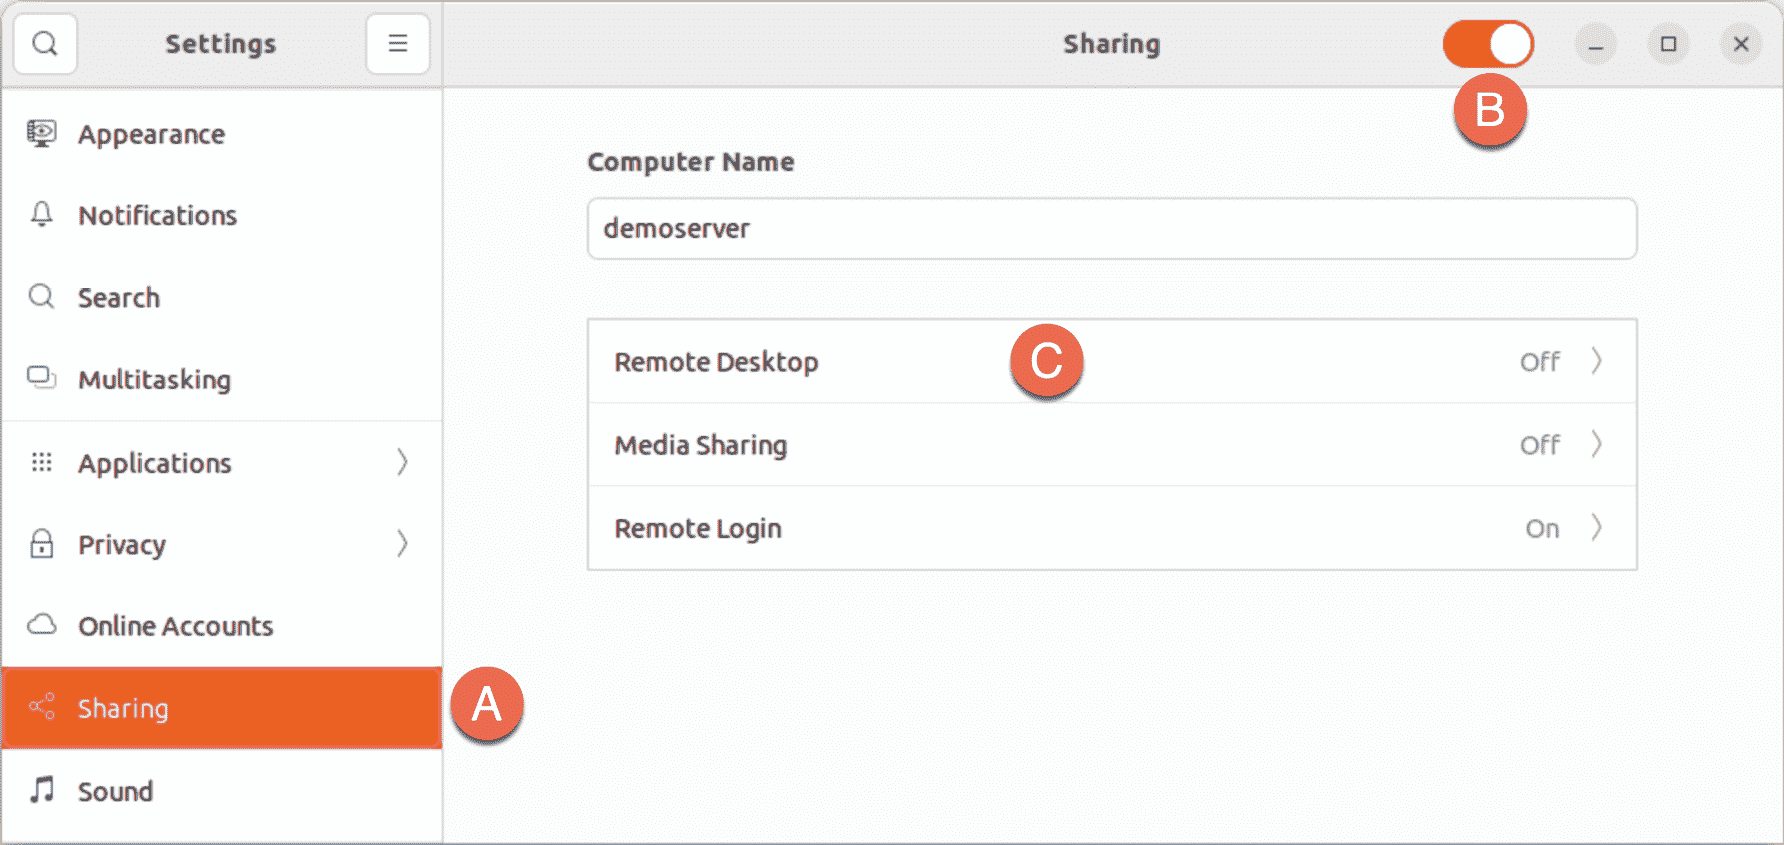 Settings
Sharing
B
Appearance
Notifications
Search
Multitasking
Applications
Privacy
Online Accounts
Sharing
A
Sound
Computer Name
demoserver
Remote Desktop C Off
Media Sharing Off
Remote Login On